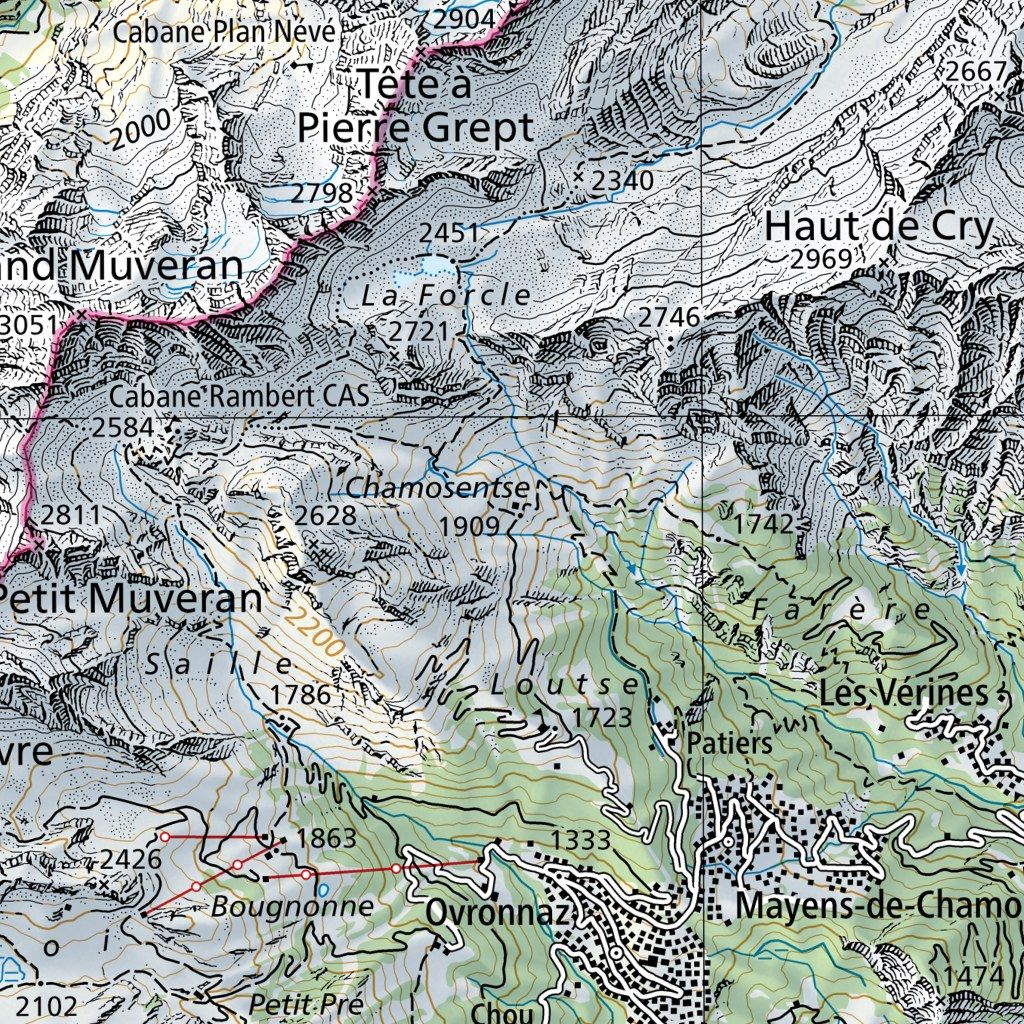 72904
Cabane Plan Névé
Tête à
Pierre Grept
2667
2000
2798
2340
2451
Haut de Cry
2969
and Muveran
3051
La Forcle
2721
2746
Cabane Rambert CAS
2584
Chamosentse
2811
2628
1909
1742
Petit Muveran
2200
Farère
Saille
1786
Loutse
1723
Les Vérines
Patiers
vre
1863
1333
2426
Bougnonne
Ovronnaz
Mayens-de-Chamo
o i
1474
2102
Petit Pré
Chou